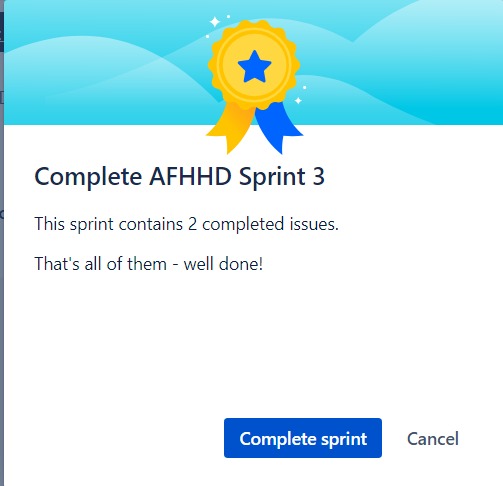 Complete AFHHD Sprint 3
This sprint contains 2 completed issues.
That's all of them - well done!
Complete sprint Cancel